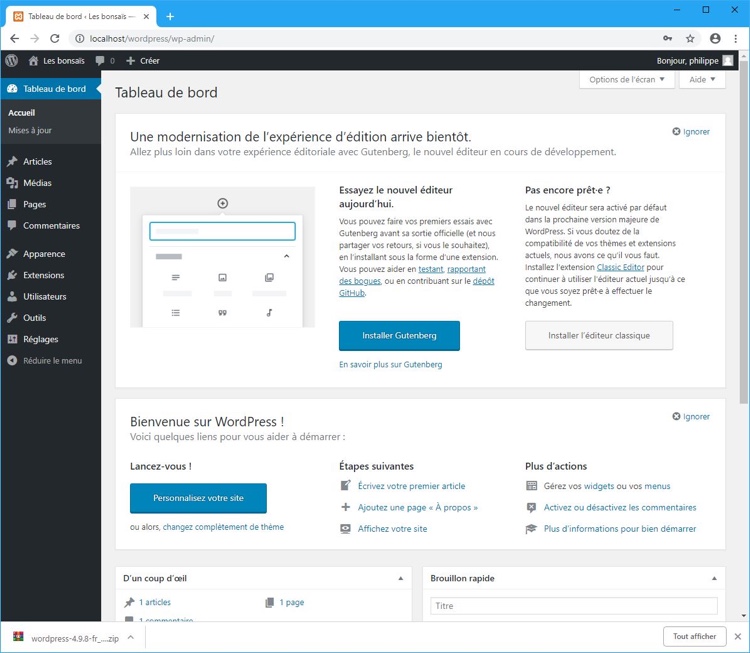 Tableau de bord ‹ Les bonsaïs —
localhost/wordpress/wp-admin/
Les bonsaïs 0 Créer
Bonjour, philippe
Options de l'écran ▼ Aide ▼
Tableau de bord
Accueil
Mises à jour
Articles
Médias
Pages
Commentaires
Apparence
Extensions
Utilisateurs
Outils
Réglages
Réduire le menu
Tableau de bord
Une modernisation de l'expérience d'édition arrive bientôt.
Ignorer
Allez plus loin dans votre expérience éditoriale avec Gutenberg, le nouvel éditeur en cours de développement.
Essayez le nouvel éditeur
aujourd'hui.
Vous pouvez faire vos premiers essais avec
Gutenberg avant sa sortie officielle (et nous
partager vos retours, si vous le souhaitez),
en l'installant sous la forme d'une extension.
Vous pouvez aider en testant, rapportant
des bogues, ou en contribuant sur le dépôt
GitHub.
Installer Gutenberg
En savoir plus sur Gutenberg
Pas encore prêt·e ?
Le nouvel éditeur sera activé par défaut
dans la prochaine version majeure de
WordPress. Si vous doutez de la
compatibilité de vos thèmes et extensions
actuels, nous avons ce qu'il vous faut.
Installez l'extension Classic Editor pour
continuer à utiliser l'éditeur actuel jusqu'à ce
que vous soyez prêt·e à effectuer le
changement.
Installer l'éditeur classique
Bienvenue sur WordPress !
Ignorer
Voici quelques liens pour vous aider à démarrer :
Lancez-vous !
Personnalisez votre site
ou alors, changez complètement de thème
Étapes suivantes
Écrivez votre premier article
Ajoutez une page « À propos »
Affichez votre site
Plus d'actions
Gérez vos widgets ou vos menus
Activez ou désactivez les commentaires
Plus d'informations pour bien démarrer
D'un coup d'œil
1 articles 1 page
1 commentaire
Brouillon rapide
Titre
wordpress-4.9.8-fr_....zip
Tout afficher